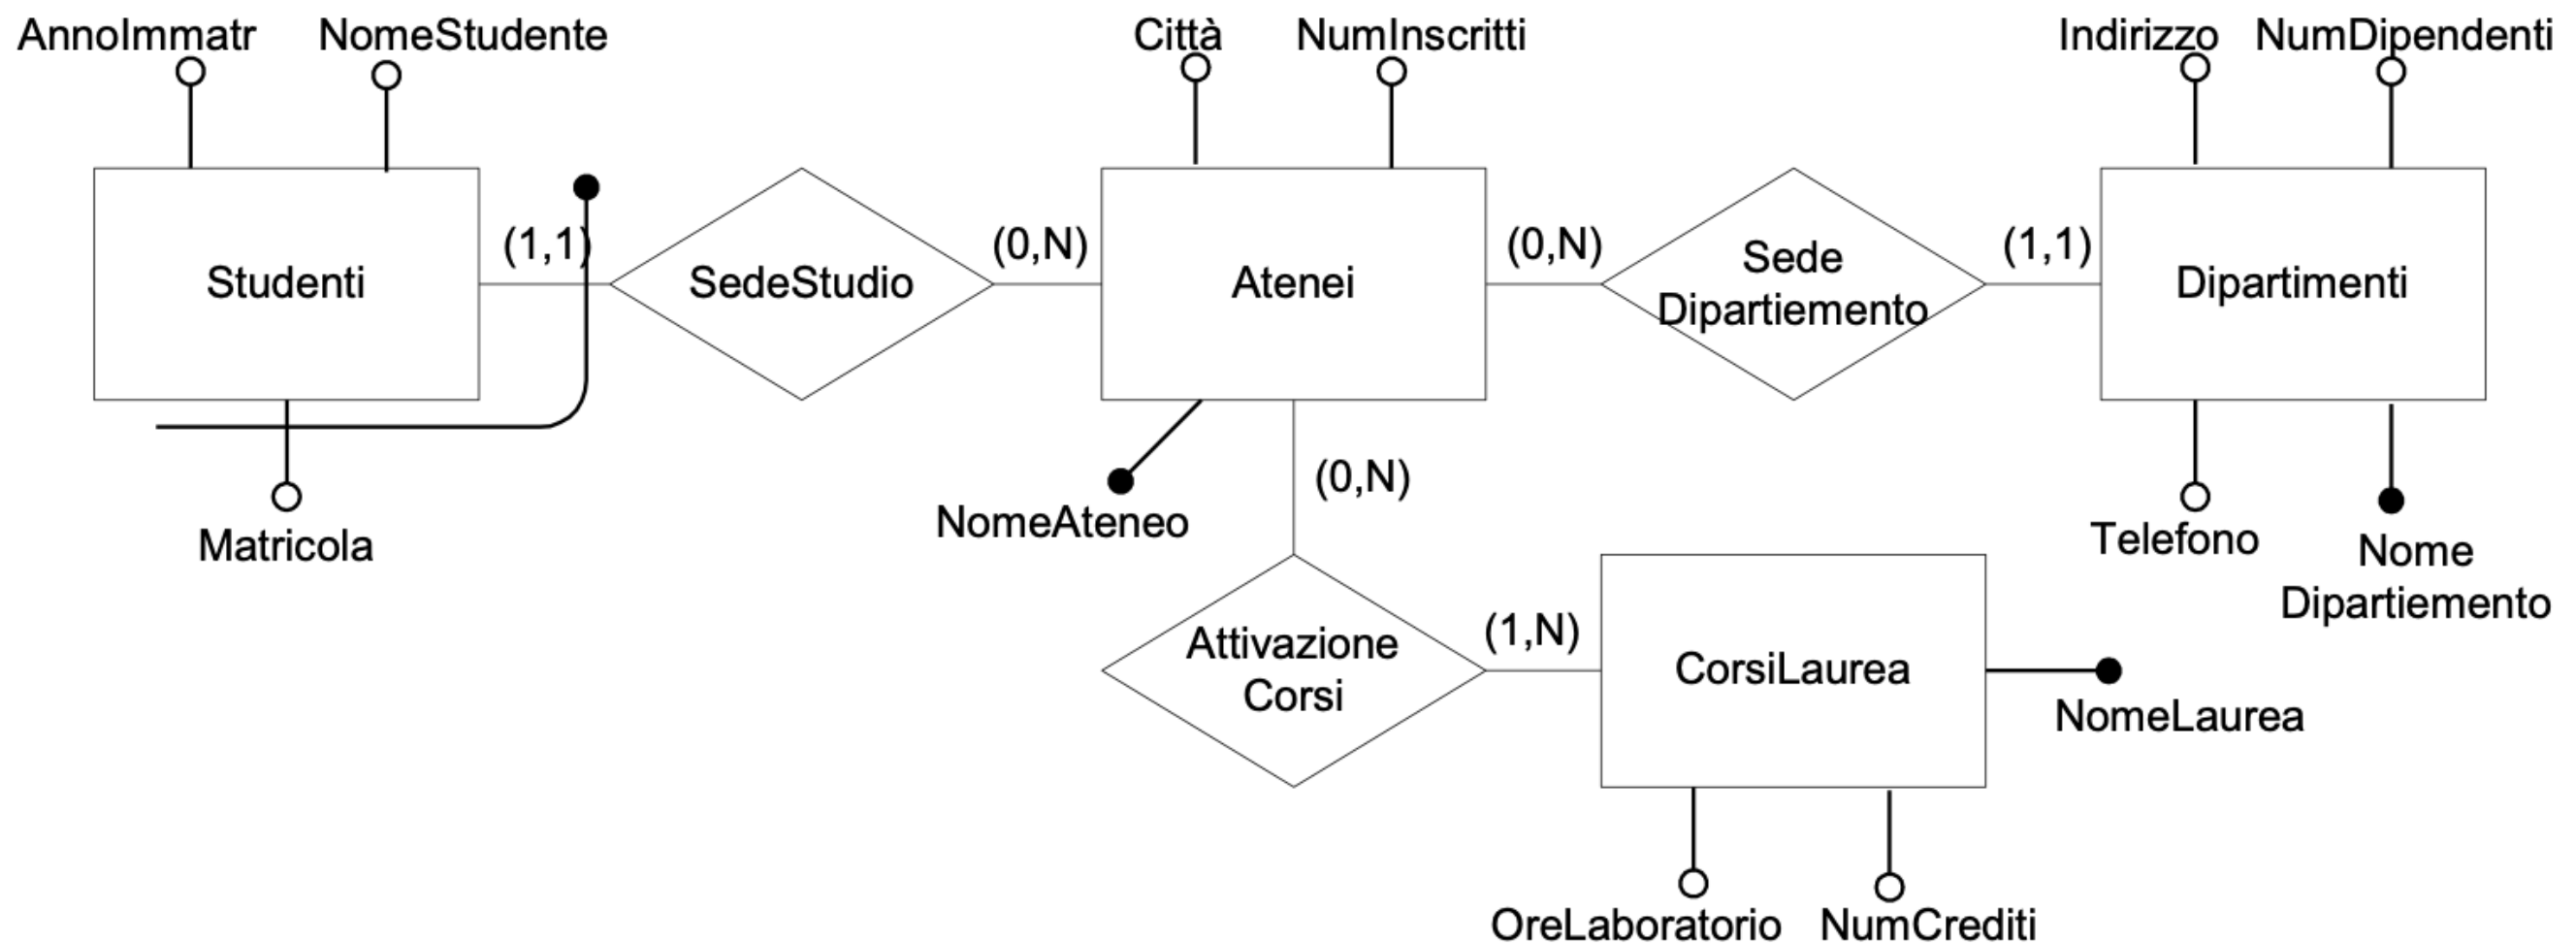 AnnoImmatr
NomeStudente
Città
NumInscritti
Indirizzo
NumDipendenti
(1,1)
(0,N)
(0,N)
(1,1)
Studenti
SedeStudio
Atenei
Sede
Dipartiemento
Dipartimenti
Matricola
NomeAteneo
(0,N)
Telefono
Nome
Dipartiemento
Attivazione
Corsi
(1,N)
CorsiLaurea
NomeLaurea
OreLaboratorio
NumCrediti